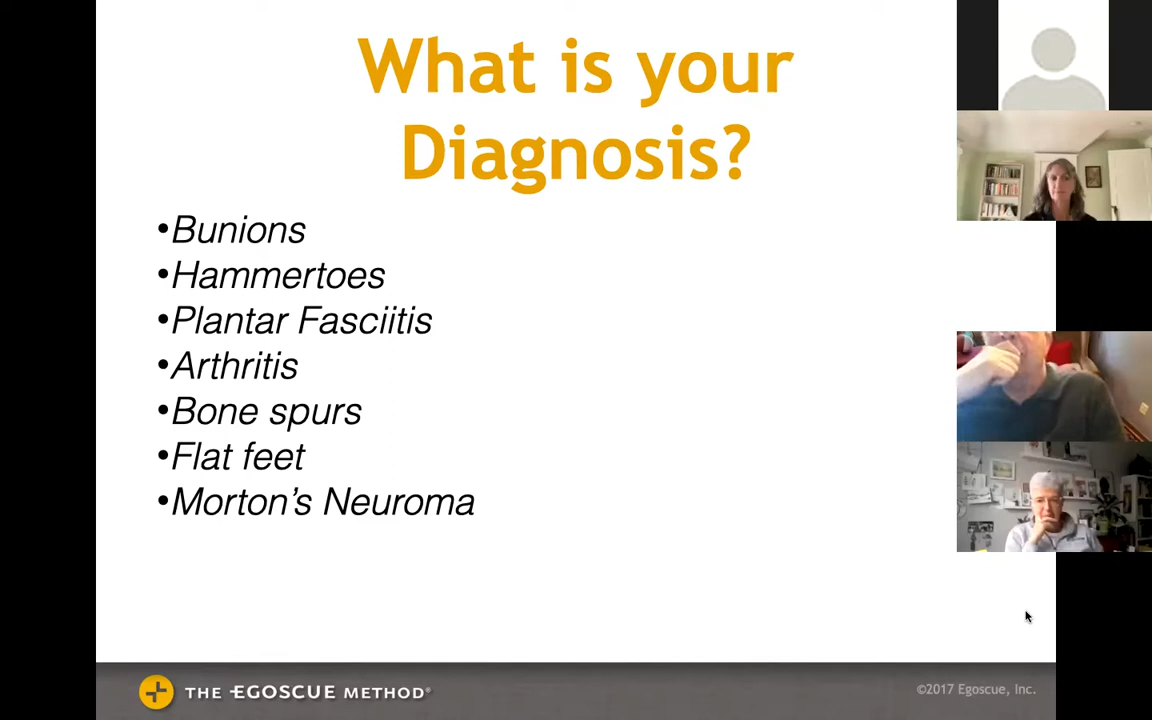 What is your
Diagnosis?
•Bunions
•Hammertoes
•Plantar Fasciitis
•Arthritis
•Bone spurs
•Flat feet
•Morton’s Neuroma
THE EGOSCUE METHOD®
©2017 Egoscue, Inc.